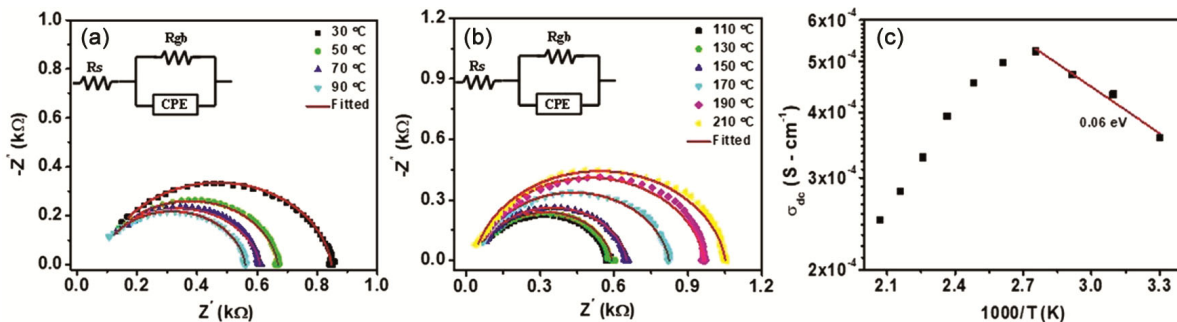 (a)
Rgb
Rs
CPE
30 ºC
50 ºC
70 ºC
90 ºC
Fitted
1.0
0.8
0.6
0.4
0.2
0.0
-Z″ (kΩ)
0.0 0.2 0.4 0.6 0.8 1.0
Z′ (kΩ)
(b)
Rgb
Rs
CPE
110 ºC
130 ºC
150 ºC
170 ºC
190 ºC
210 ºC
Fitted
1.2
0.9
0.6
0.3
0.0
-Z″ (kΩ)
0.0 0.3 0.6 0.9 1.2
Z′ (kΩ)
(c)
0.06 eV
6x10⁻⁴
5x10⁻⁴
4x10⁻⁴
3x10⁻⁴
2x10⁻⁴
σdc (S - cm⁻¹)
2.1 2.4 2.7 3.0 3.3
1000/T (K)